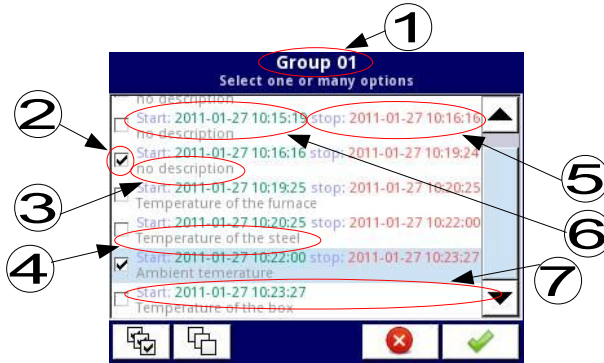 1
Group 01
Select one or many options
no description
Start: 2011-01-27 10:15:19 stop: 2011-01-27 10:16:16
no description
2
Start: 2011-01-27 10:16:16 stop: 2011-01-27 10:19:24
no description
5
3
Start: 2011-01-27 10:19:25 stop: 2011-01-27 10:20:25
Temperature of the furnace
6
Start: 2011-01-27 10:20:25 stop: 2011-01-27 10:22:00
Temperature of the steel
4
7
Start: 2011-01-27 10:22:00 stop: 2011-01-27 10:23:27
Ambient temerature
Start: 2011-01-27 10:23:27
Temperature of the box